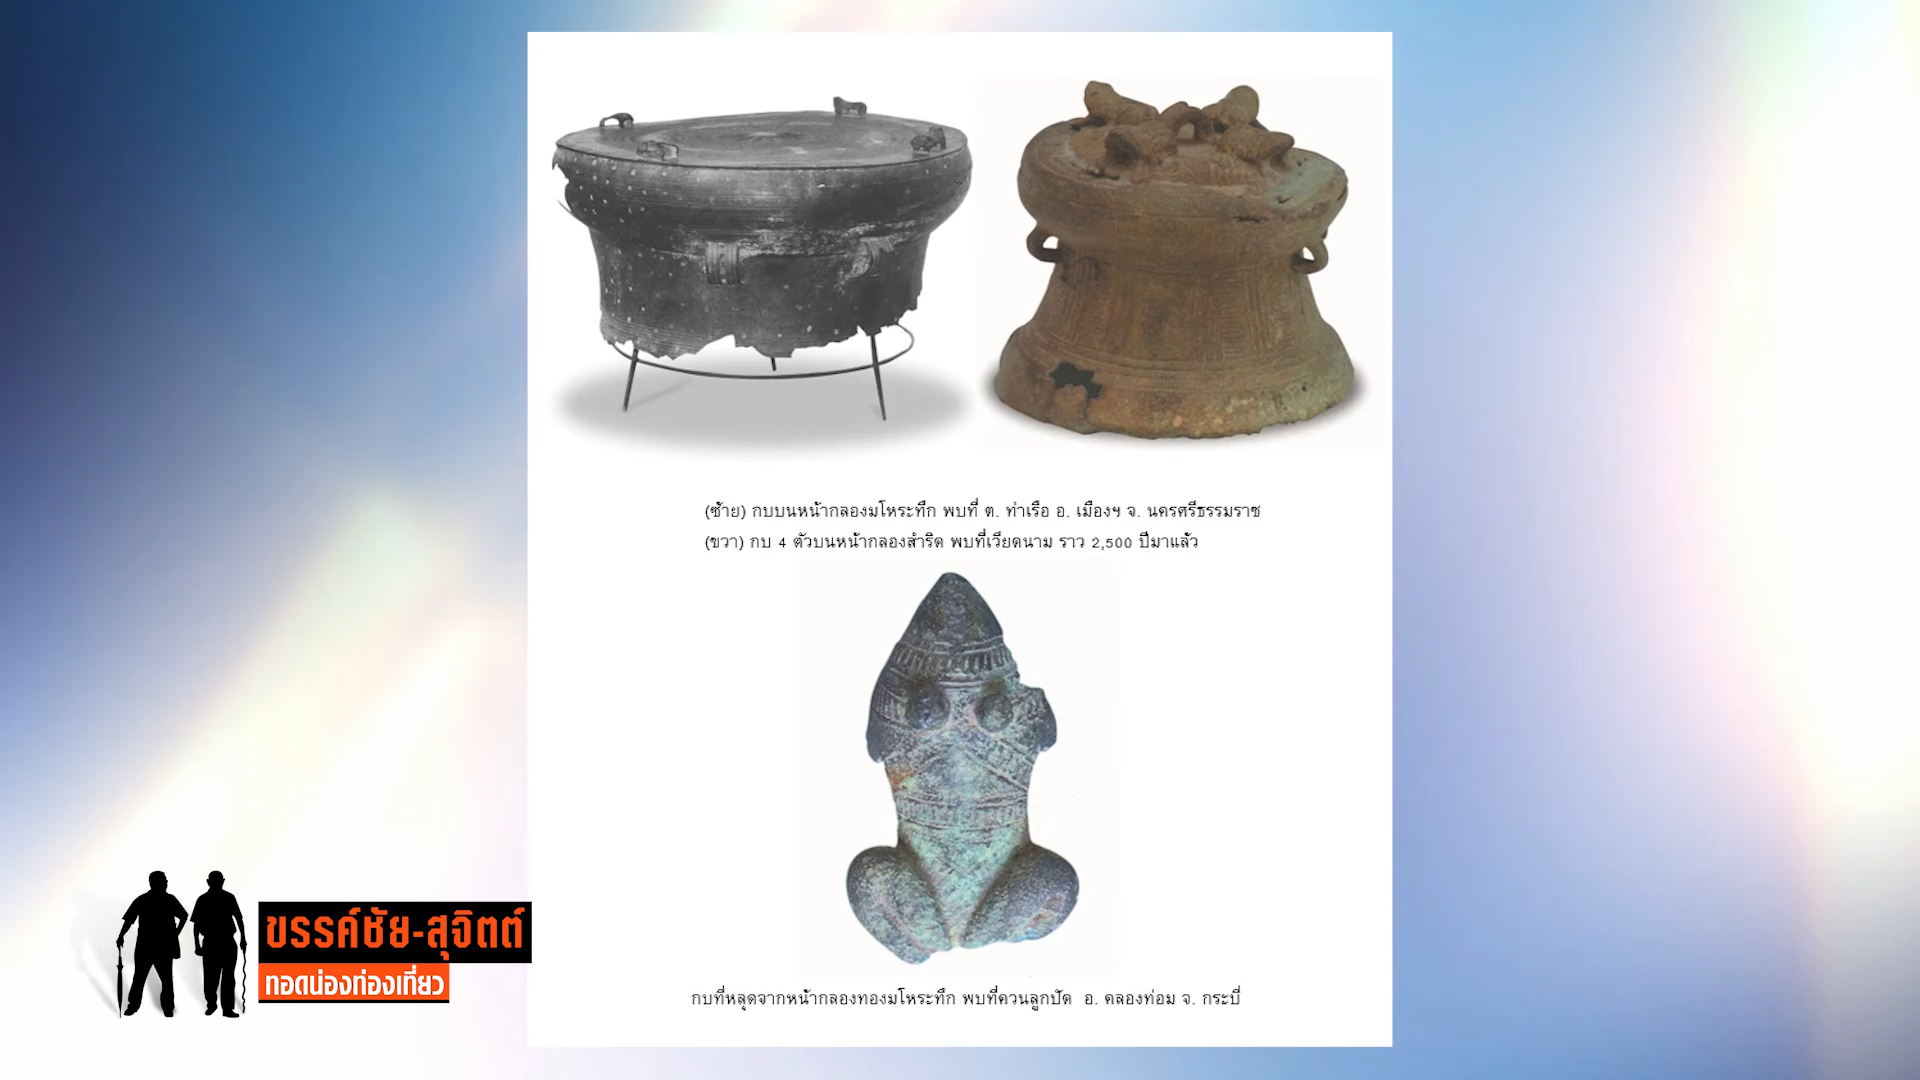 (ซ้าย) กบบนหน้ากลองมโหระทึก พบที่ ต. ท่าเรือ อ. เมืองฯ จ. นครศรีธรรมราช
(ขวา) กบ 4 ตัวบนหน้ากลองสำริด พบที่เวียดนาม ราว 2,500 ปีมาแล้ว
กบที่หลุดจากหน้ากลองทองมโหระทึก พบที่ควนลูกปัด อ. คลองท่อม จ. กระบี่
ขรรค์ชัย-สุจิตต์
ทอดน่องท่องเที่ยว